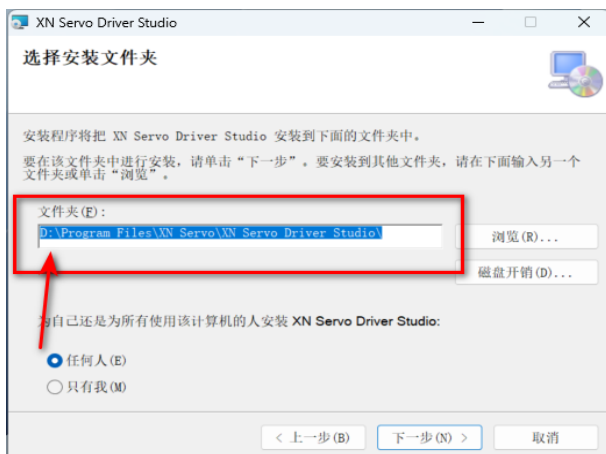 XN Servo Driver Studio
选择安装文件夹
安装程序将把 XN Servo Driver Studio 安装到下面的文件夹中。
要在该文件夹中进行安装，请单击“下一步”。要安装到其他文件夹，请在下面输入另一个
文件夹或单击“浏览”。
文件夹(F):
D:\Program Files\XN Servo\XN Servo Driver Studio\
浏览(R)...
磁盘开销(D)...
为自己还是为所有使用该计算机的人安装 XN Servo Driver Studio:
任何人(E)
只有我(M)
< 上一步(B)
下一步(N) >
取消